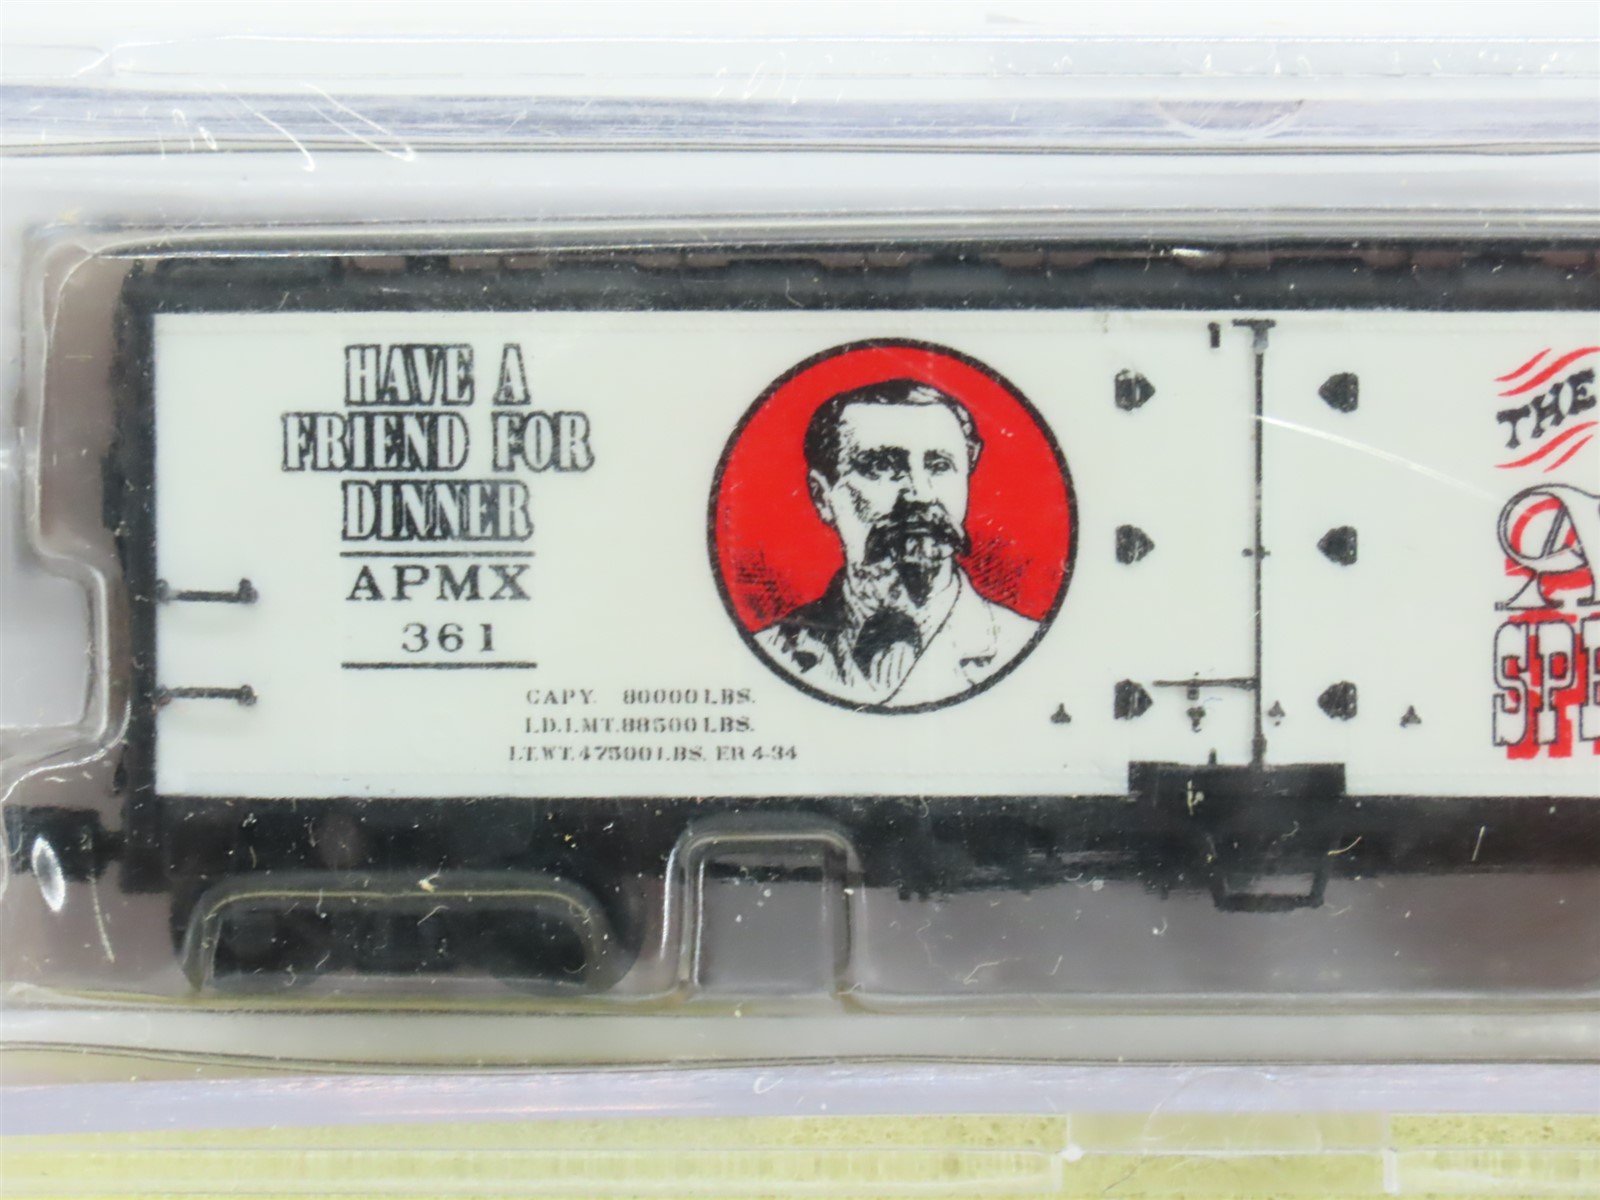 HAVE A
FRIEND FOR
DINNER
APMX
361
CAPY. 80000 LBS.
LD.LMT. 88500 LBS.
LT.WT. 47500 LBS. ER 4-34
THE